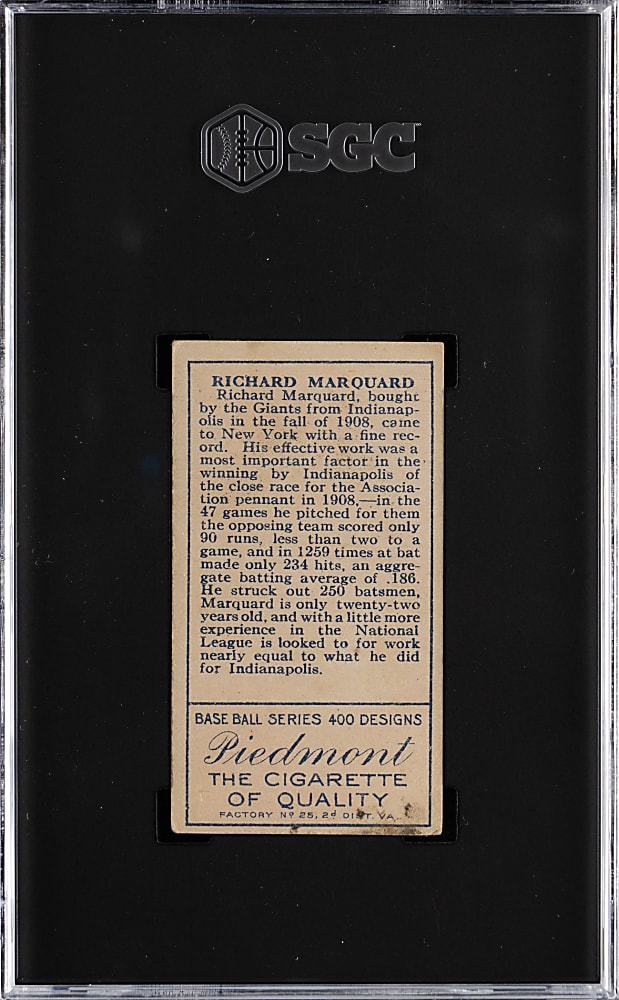 SGC
RICHARD MARQUARD
Richard Marquard, bought
by the Giants from Indianap-
olis in the fall of 1908, came
to New York with a fine rec-
ord. His effective work was a
most important factor in the
winning by Indianapolis of
the close race for the Associa-
tion pennant in 1908,—in the
47 games he pitched for them
the opposing team scored only
90 runs, less than two to a
game, and in 1259 times at bat
made only 234 hits, an aggre-
gate batting average of .186.
He struck out 250 batsmen,
Marquard is only twenty-two
years old, and with a little more
experience in the National
League is looked to for work
nearly equal to what he did
for Indianapolis.
BASE BALL SERIES 400 DESIGNS
Piedmont
THE CIGARETTE
OF QUALITY
FACTORY Nº 25, 2d DIST. VA.